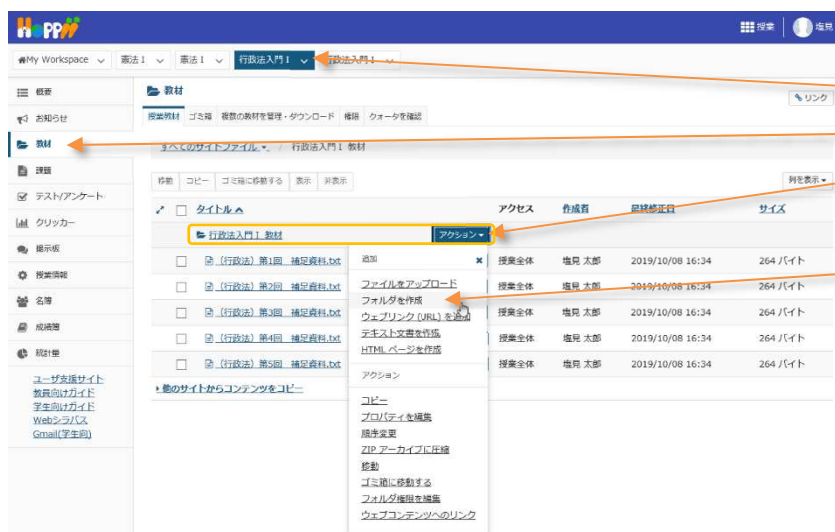 HoPPii
授業 塩見
My Workspace 憲法 I 憲法 I 行政法入門 I 行政法入門 I
概要
お知らせ
教材
課題
テスト/アンケート
クリッカー
掲示板
授業情報
名簿
成績簿
統計量
ユーザ支援サイト
教員向けガイド
学生向けガイド
Webシラバス
Gmail(学生向)
教材
リンク
授業教材 ゴミ箱 複数の教材を管理・ダウンロード 権限 クォータを確認
すべてのサイトファイル / 行政法入門 I 教材
移動 コピー ゴミ箱に移動する 表示 非表示 列を表示
タイトル アクセス 作成者 最終修正日 サイズ
行政法入門 I 教材 アクション
(行政法) 第1回 補足資料.txt 授業全体 塩見 太郎 2019/10/08 16:34 264 バイト
(行政法) 第2回 補足資料.txt 授業全体 塩見 太郎 2019/10/08 16:34 264 バイト
(行政法) 第3回 補足資料.txt 授業全体 塩見 太郎 2019/10/08 16:34 264 バイト
(行政法) 第4回 補足資料.txt 授業全体 塩見 太郎 2019/10/08 16:34 264 バイト
(行政法) 第5回 補足資料.txt 授業全体 塩見 太郎 2019/10/08 16:34 264 バイト
他のサイトからコンテンツをコピー
追加 ×
ファイルをアップロード
フォルダを作成
ウェブリンク (URL) を追加
テキスト文書を作成
HTML ページを作成
アクション
コピー
プロパティを編集
順序変更
ZIP アーカイブに圧縮
移動
ゴミ箱に移動する
フォルダ権限を編集
ウェブコンテンツへのリンク